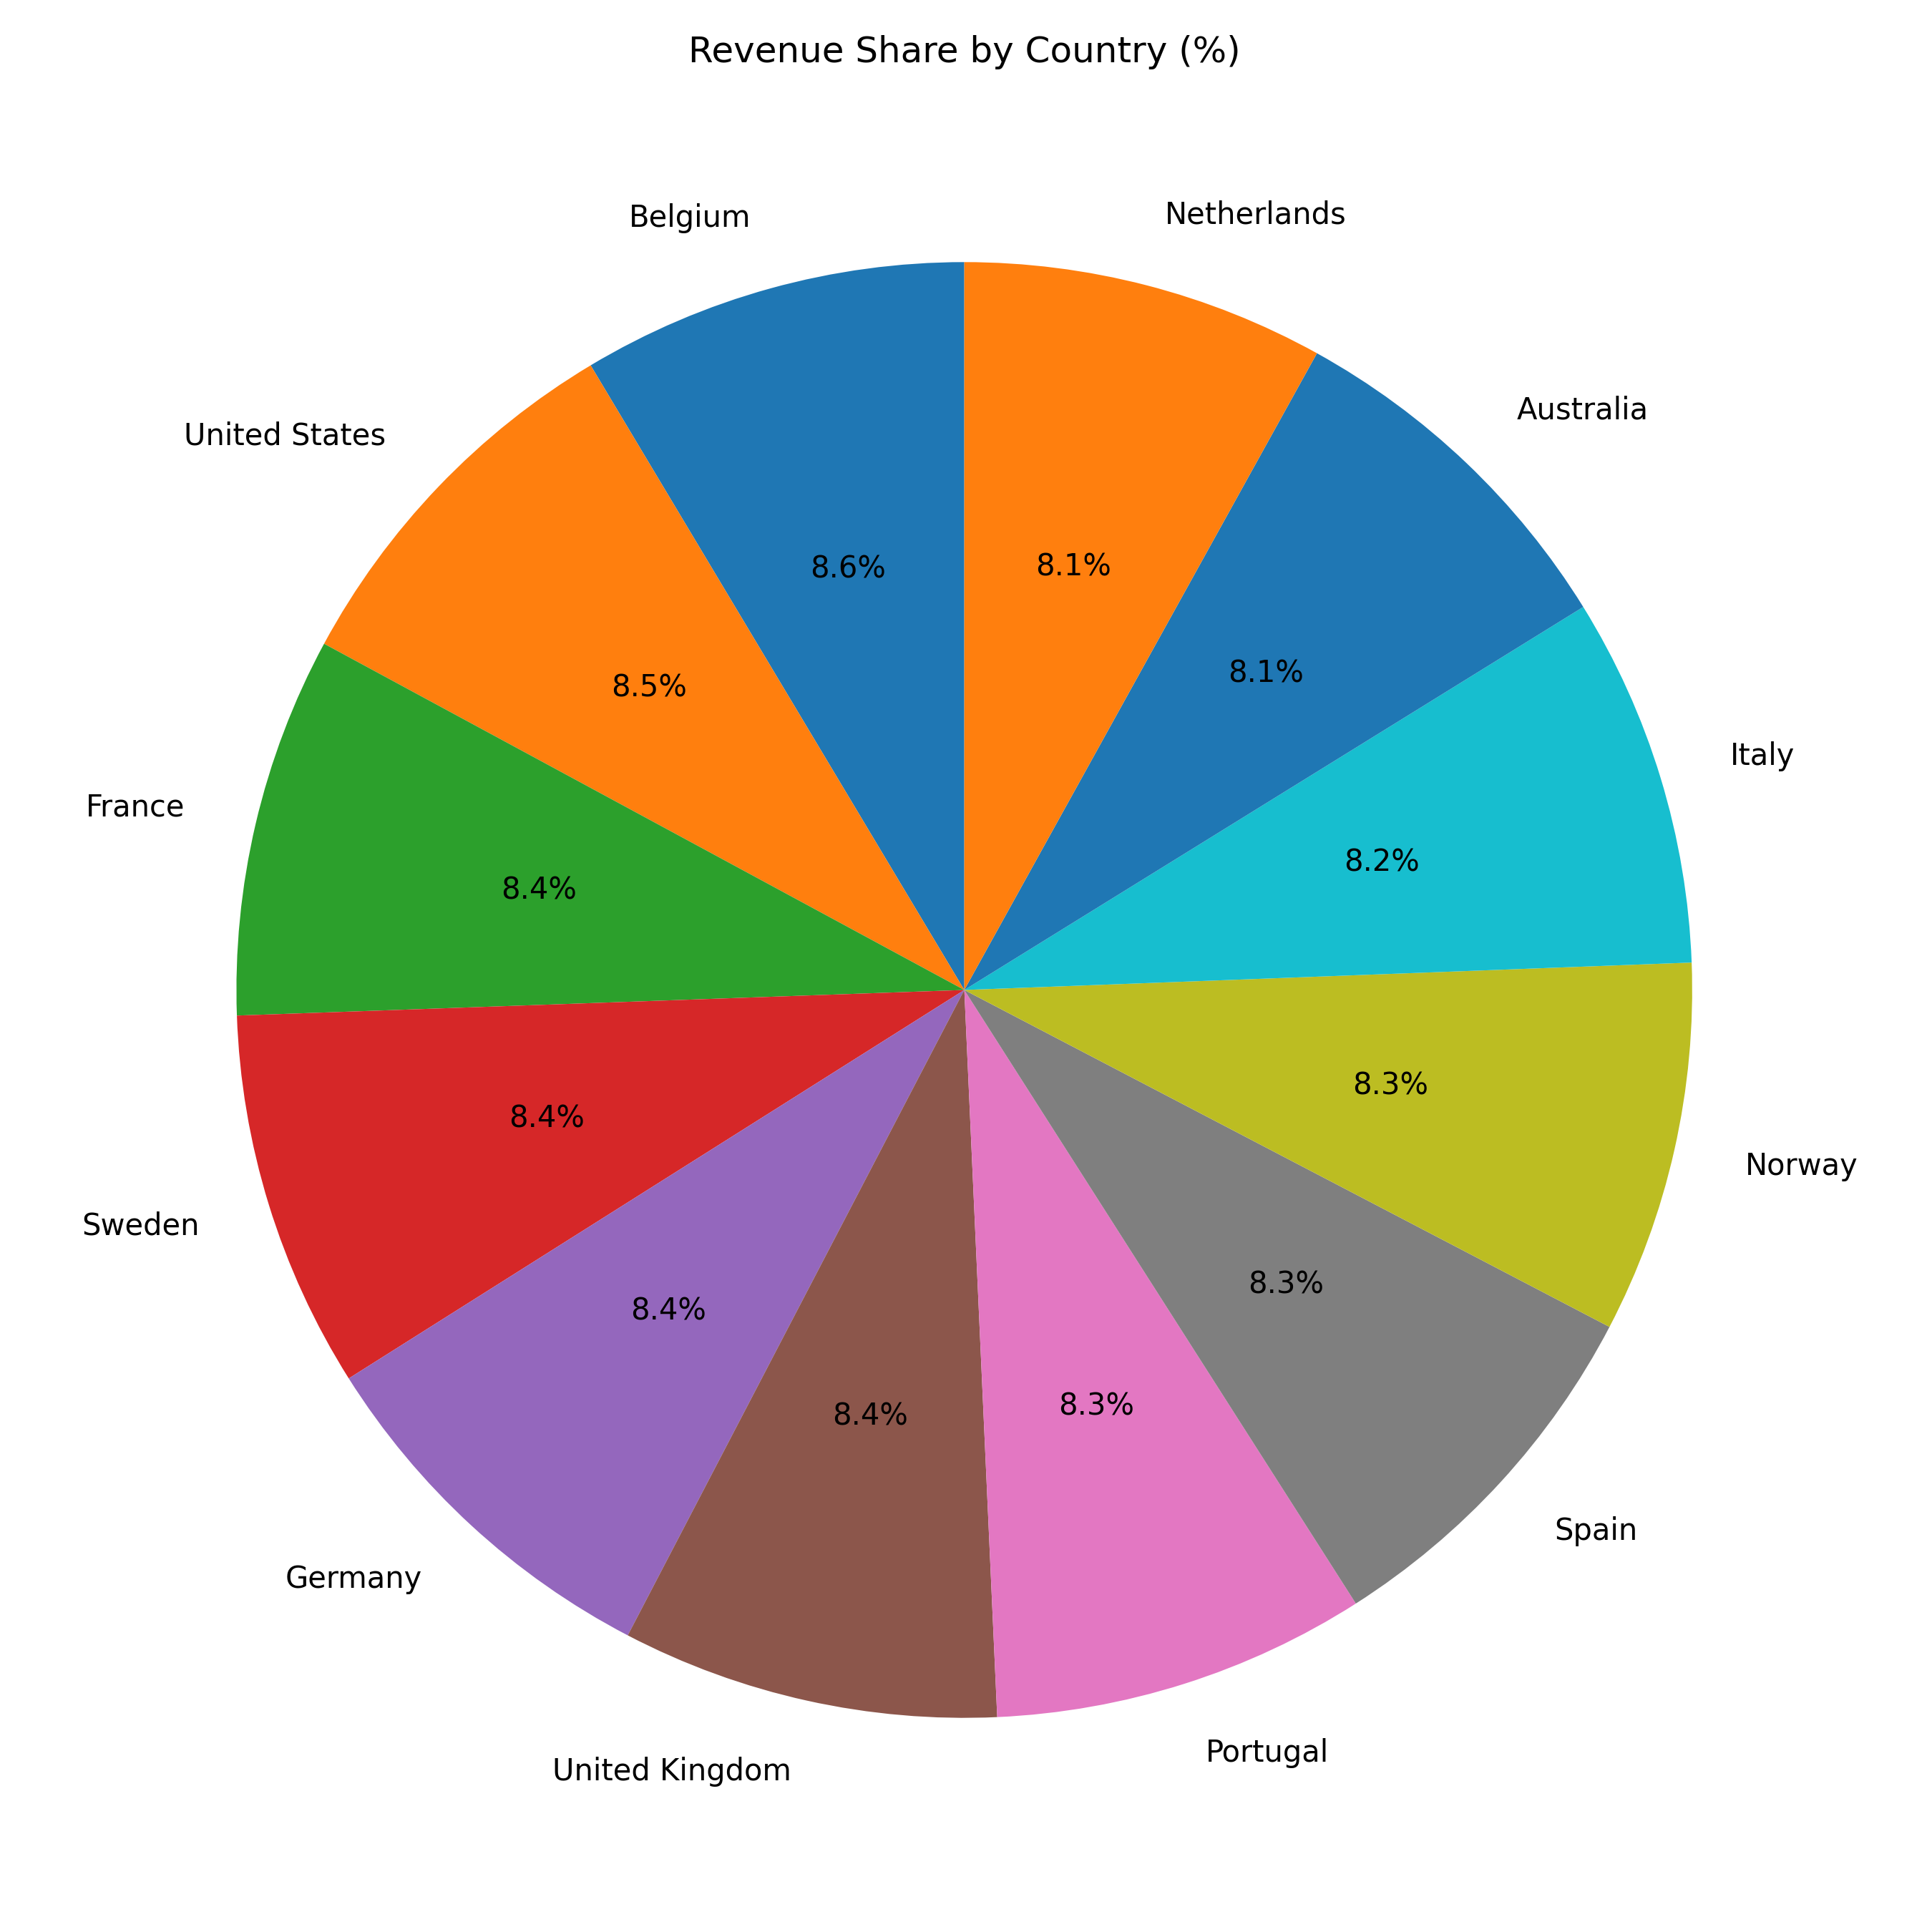 Revenue Share by Country (%)
Belgium
8.6%
United States
8.5%
France
8.4%
Sweden
8.4%
Germany
8.4%
United Kingdom
8.4%
Portugal
8.3%
Spain
8.3%
Norway
8.3%
Italy
8.2%
Australia
8.1%
Netherlands
8.1%